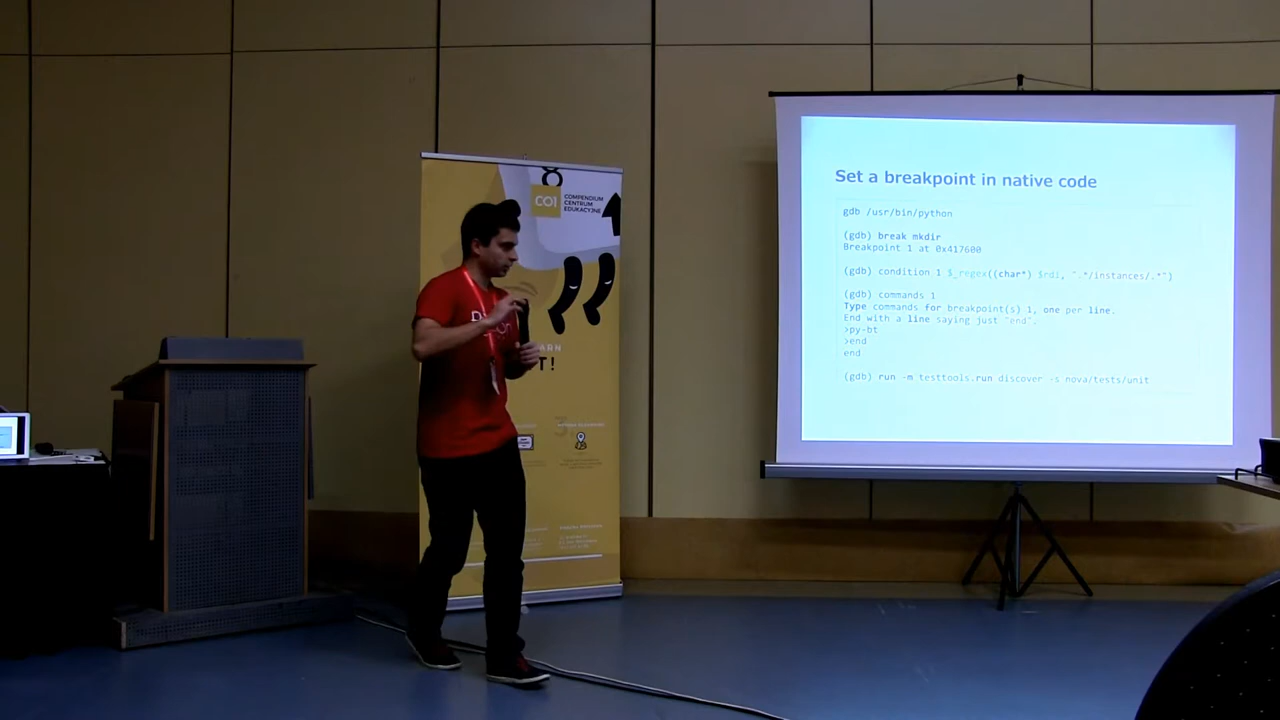 CO1
COMPENDIUM
CENTRUM
EDUKACYJNE
Set a breakpoint in native code
gdb /usr/bin/python
(gdb) break mkdir
Breakpoint 1 at 0x417600
(gdb) condition 1 $_regex((char*) $rdi, ".*/instances/.*")
(gdb) commands 1
Type commands for breakpoint(s) 1, one per line.
End with a line saying just "end".
>py-bt
>end
end
(gdb) run -m testtools.run discover -s nova/tests/unit